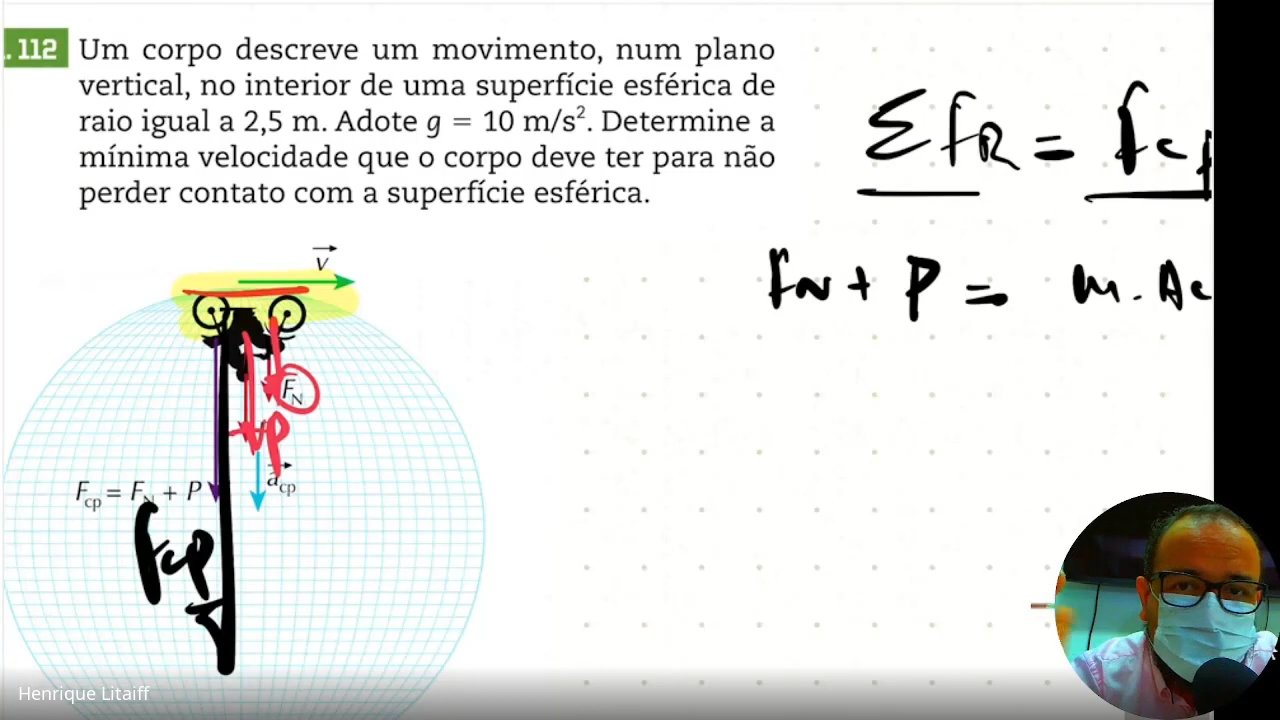 . 112 Um corpo descreve um movimento, num plano
vertical, no interior de uma superfície esférica de
raio igual a 2,5 m. Adote g = 10 m/s². Determine a
mínima velocidade que o corpo deve ter para não
perder contato com a superfície esférica.
ΣFR = Fcp
FN + P = m. Ac
v
FN
P
acp
Fcp = FN + P
Fcp
Henrique Litaiff